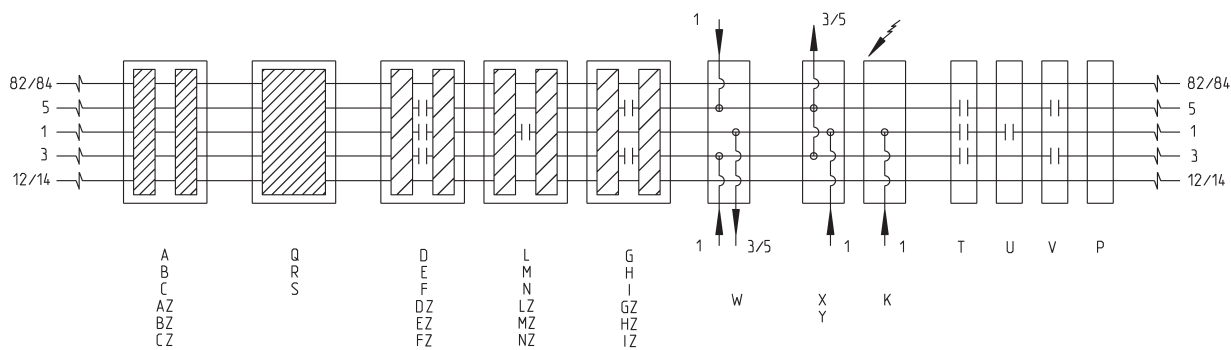 1
3/5
82/84
82/84
5
5
1
1
3
3
12/14
12/14
1
3/5
1
1
A
B
C
AZ
BZ
CZ
Q
R
S
D
E
F
DZ
EZ
FZ
L
M
N
LZ
MZ
NZ
G
H
I
GZ
HZ
IZ
W
X
Y
K
T
U
V
P